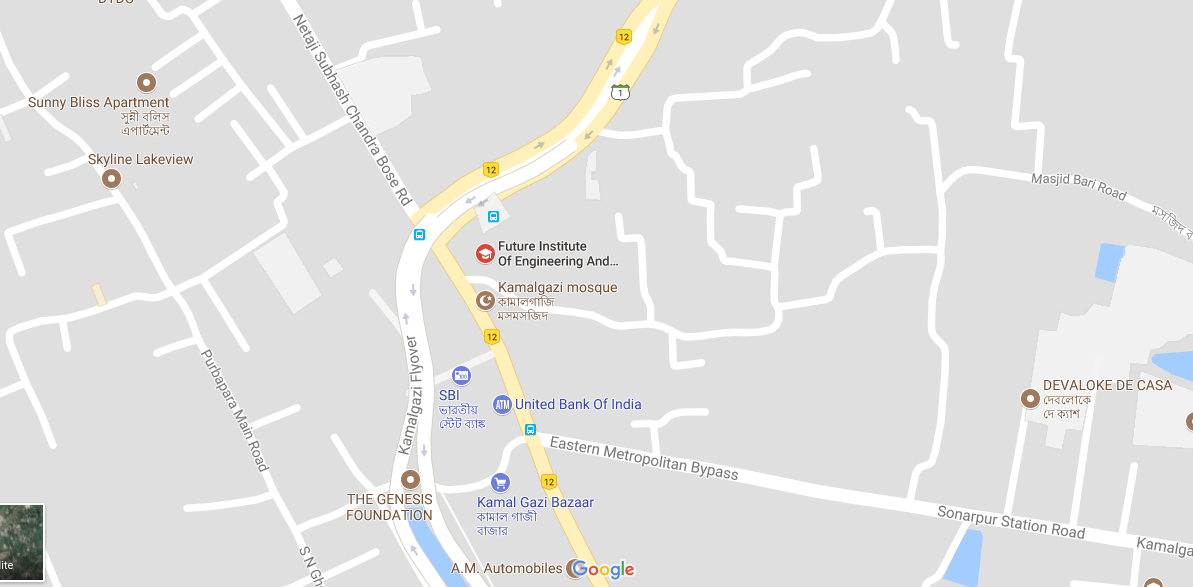 12
Netaji Subhash Chandra Bose Rd
1
Sunny Bliss Apartment
সুন্নী বলিস
এপার্টমেন্ট
Skyline Lakeview
12
Masjid Bari Road
Future Institute
Of Engineering And...
Kamalgazi mosque
কামালগাজি
মসমসজিদ
12
Kamalgazi Flyover
Purbapara Main Road
SBI
ভারতীয়
স্টেট ব্যাঙ্ক
ATM
United Bank Of India
DEVALOKE DE CASA
দেবলোকে
দে ক্যাশ
Eastern Metropolitan Bypass
12
Kamal Gazi Bazaar
কামাল গাজী
বাজার
THE GENESIS
FOUNDATION
Sonarpur Station Road
A.M. Automobiles
Google